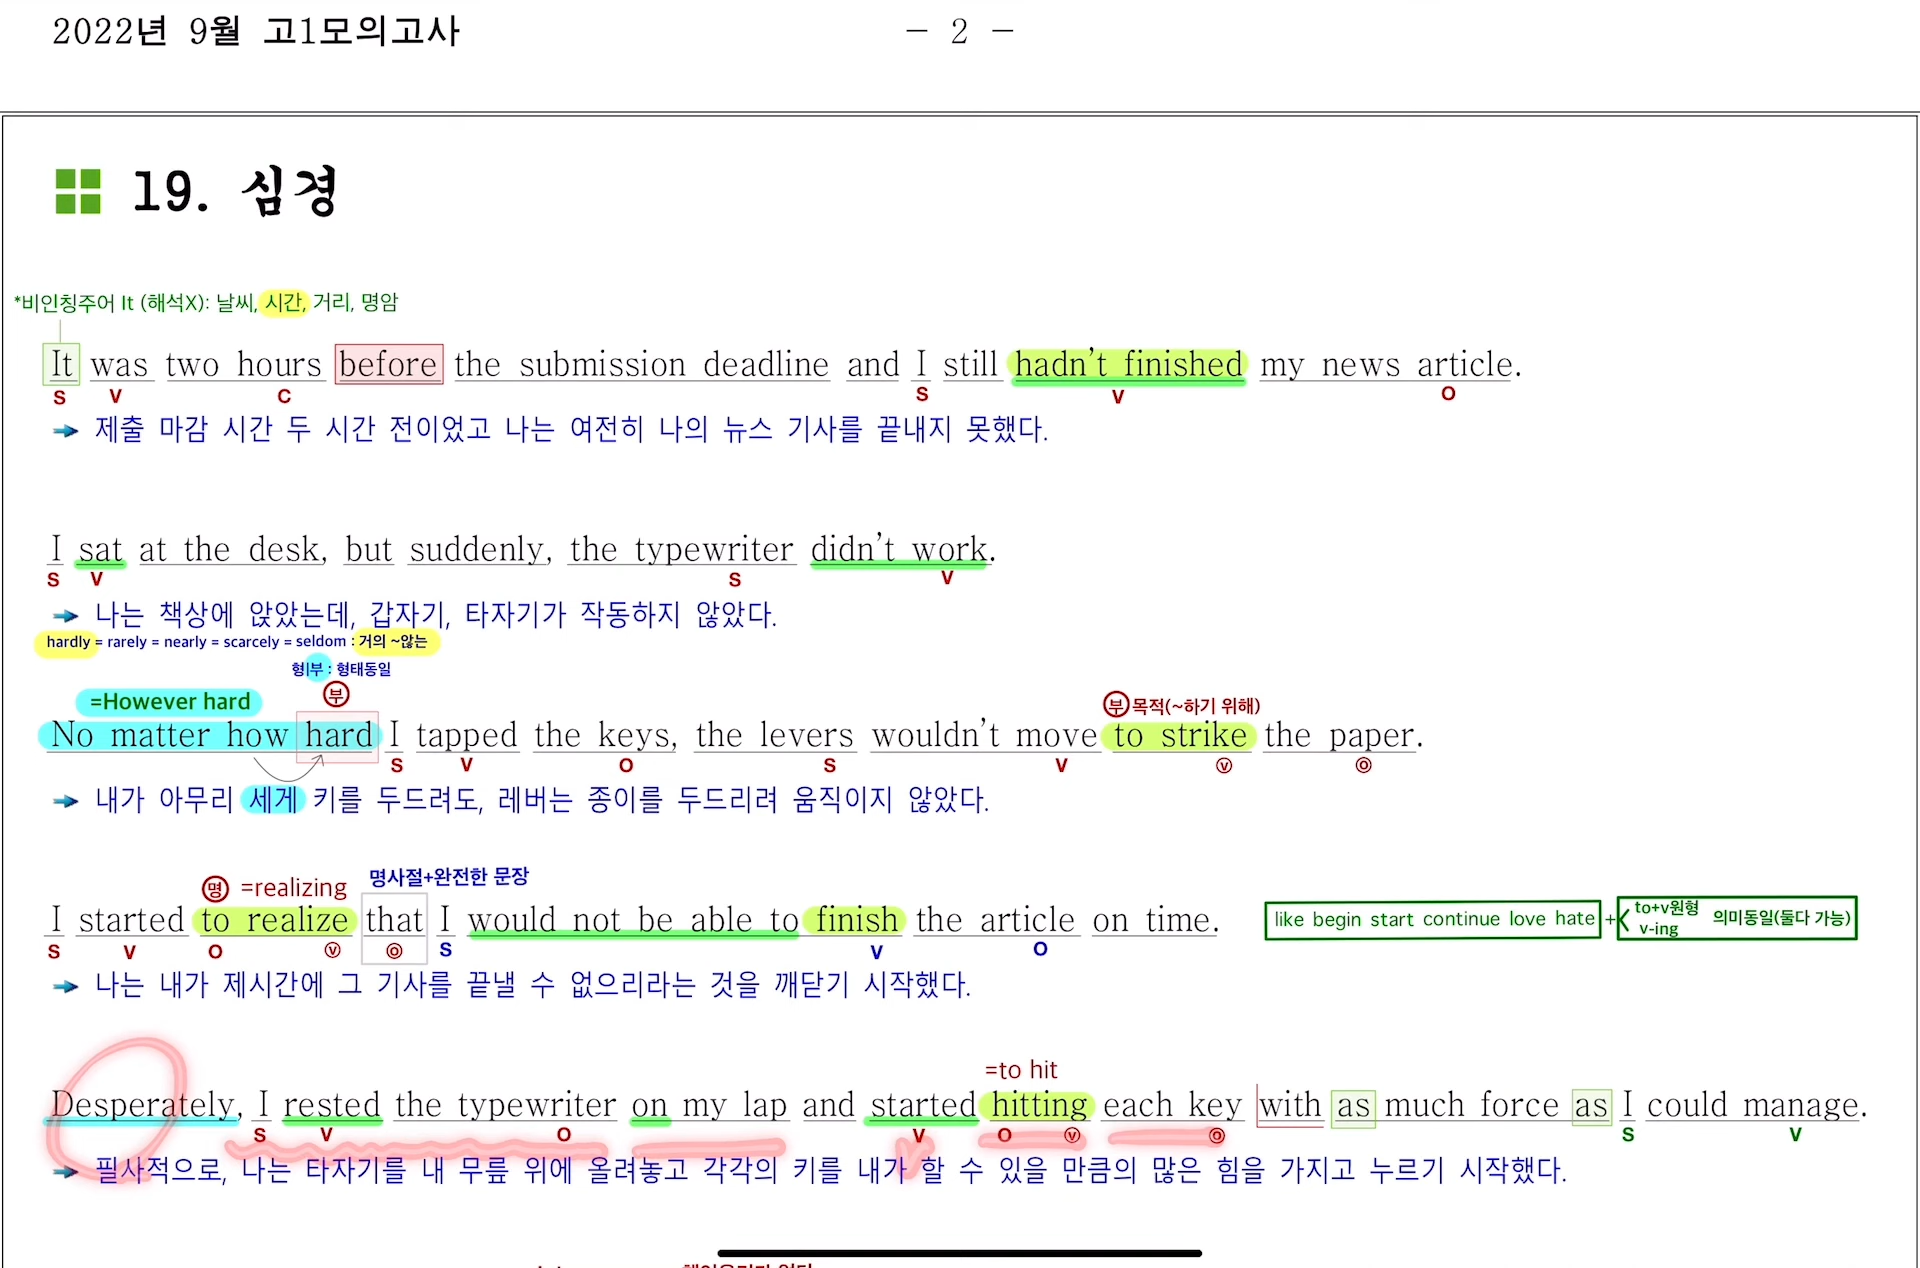 2022년 9월 고1모의고사
- 2 -
19. 심경
*비인칭주어 It (해석X): 날씨, 시간, 거리, 명암
It was two hours before the submission deadline and I still hadn't finished my news article.
S V C S V O
제출 마감 시간 두 시간 전이었고 나는 여전히 나의 뉴스 기사를 끝내지 못했다.
I sat at the desk, but suddenly, the typewriter didn't work.
S V S V
나는 책상에 앉았는데, 갑자기, 타자기가 작동하지 않았다.
hardly = rarely = nearly = scarcely = seldom : 거의 ~않는
형|부 : 형태동일
=However hard 부 부 목적(~하기 위해)
No matter how hard I tapped the keys, the levers wouldn't move to strike the paper.
S V O S V ⓥ ⓞ
내가 아무리 세게 키를 두드려도, 레버는 종이를 두드리려 움직이지 않았다.
명 =realizing 명사절+완전한 문장
I started to realize that I would not be able to finish the article on time.
like begin start continue love hate + to+v원형
v-ing
의미동일(둘다 가능)
S V O ⓥ ⓞ S V O
나는 내가 제시간에 그 기사를 끝낼 수 없으리라는 것을 깨닫기 시작했다.
=to hit
Desperately, I rested the typewriter on my lap and started hitting each key with as much force as I could manage.
S V O V O ⓥ ⓞ S V
필사적으로, 나는 타자기를 내 무릎 위에 올려놓고 각각의 키를 내가 할 수 있을 만큼의 많은 힘을 가지고 누르기 시작했다.